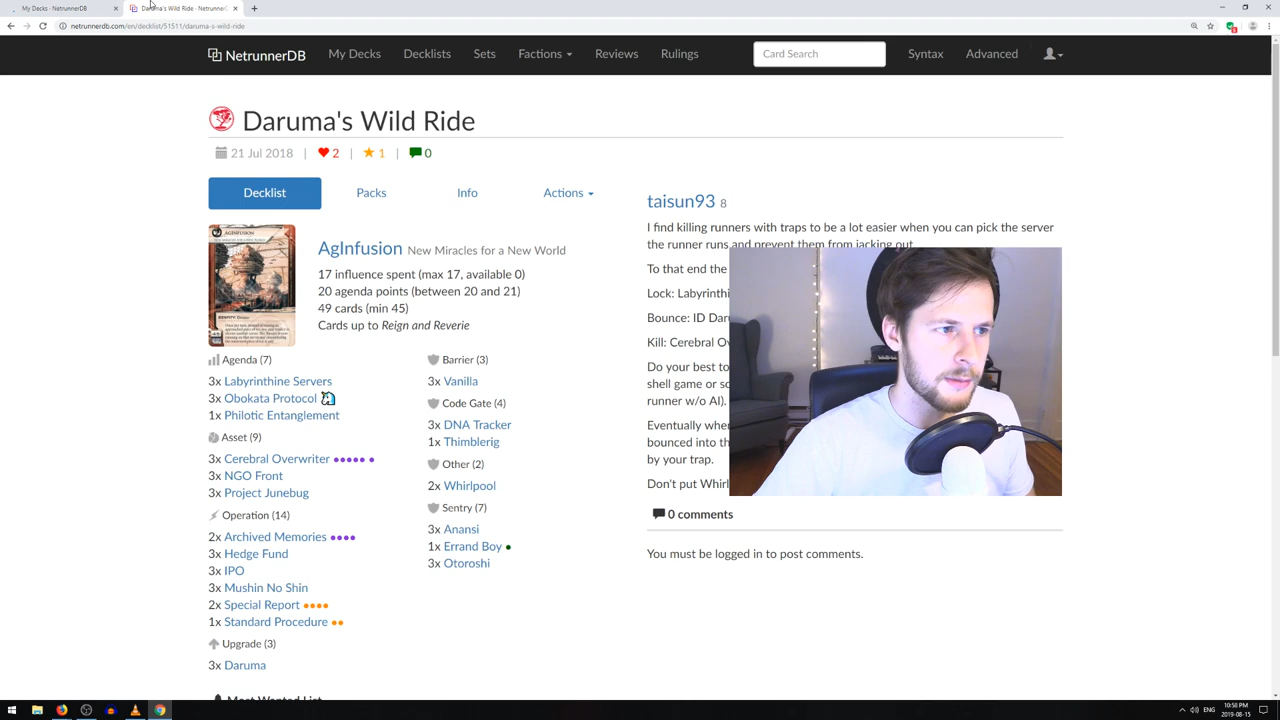 My Decks · NetrunnerDB
Daruma's Wild Ride · Netrunner
netrunnerdb.com/en/decklist/51511/daruma-s-wild-ride
NetrunnerDB My Decks Decklists Sets Factions Reviews Rulings Card Search Syntax Advanced
Daruma's Wild Ride
21 Jul 2018 | 2 | 1 | 0
Decklist Packs Info Actions
AgInfusion New Miracles for a New World
17 influence spent (max 17, available 0)
20 agenda points (between 20 and 21)
49 cards (min 45)
Cards up to Reign and Reverie
Agenda (7)
3x Labyrinthine Servers
3x Obokata Protocol
1x Philotic Entanglement
Asset (9)
3x Cerebral Overwriter
3x NGO Front
3x Project Junebug
Operation (14)
2x Archived Memories
3x Hedge Fund
3x IPO
3x Mushin No Shin
2x Special Report
1x Standard Procedure
Upgrade (3)
3x Daruma
Most Wanted List
Barrier (3)
3x Vanilla
Code Gate (4)
3x DNA Tracker
1x Thimblerig
Other (2)
2x Whirlpool
Sentry (7)
3x Anansi
1x Errand Boy
3x Otoroshi
taisun93 8
I find killing runners with traps to be a lot easier when you can pick the server
the runner runs and prevent them from jacking out.
To that end the
Lock: Labyrinthi
Bounce: ID Dar
Kill: Cerebral Ov
Do your best to
shell game or sc
runner w/o AI).
Eventually when
bounced into th
by your trap.
Don't put Whirl
0 comments
You must be logged in to post comments.
ENG
10:58 PM
2019-08-15